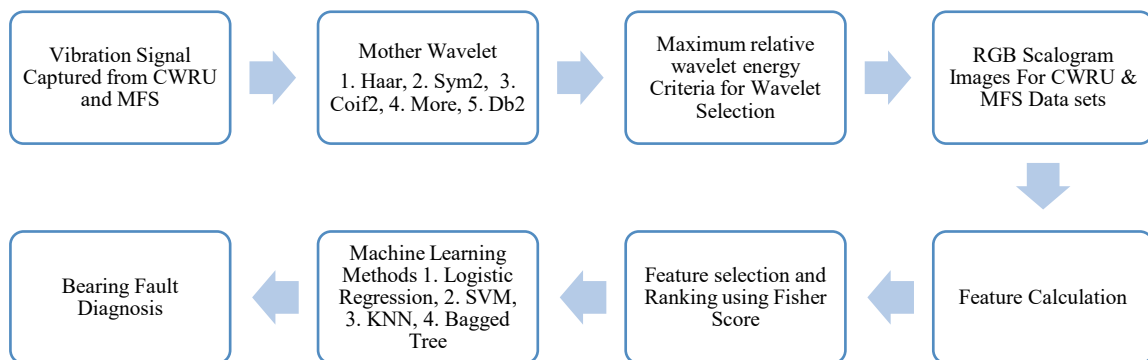 Vibration Signal
Captured from CWRU
and MFS
Mother Wavelet
1. Haar, 2. Sym2, 3.
Coif2, 4. More, 5. Db2
Maximum relative
wavelet energy
Criteria for Wavelet
Selection
RGB Scalogram
Images For CWRU &
MFS Data sets
Feature Calculation
Feature selection and
Ranking using Fisher
Score
Machine Learning
Methods 1. Logistic
Regression, 2. SVM,
3. KNN, 4. Bagged
Tree
Bearing Fault
Diagnosis